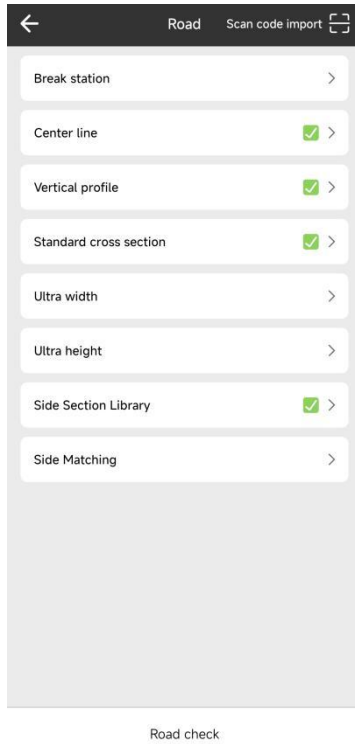 Road Scan code import
Break station
Center line
Vertical profile
Standard cross section
Ultra width
Ultra height
Side Section Library
Side Matching
Road check